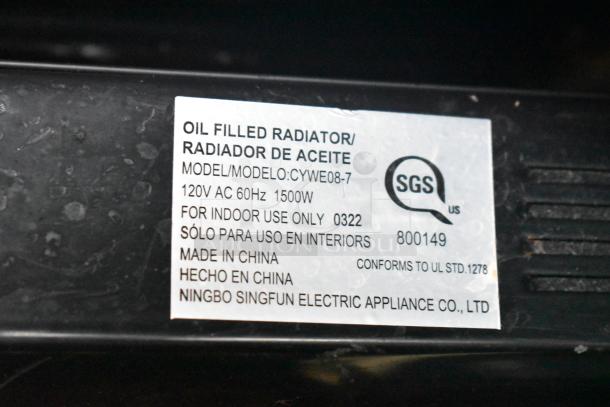 OIL FILLED RADIATOR/
RADIADOR DE ACEITE
MODEL/MODELO:CYWE08-7
120V AC 60Hz 1500W
FOR INDOOR USE ONLY 0322
SÓLO PARA USO EN INTERIORS 800149
MADE IN CHINA CONFORMS TO UL STD.1278
HECHO EN CHINA
NINGBO SINGFUN ELECTRIC APPLIANCE CO., LTD
SGS
US